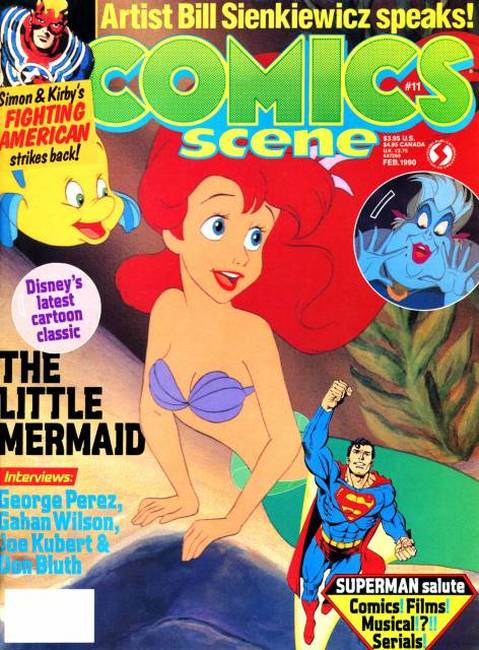 Artist Bill Sienkiewicz speaks!
COMICS
scene
#11
Simon & Kirby's
FIGHTING
AMERICAN
strikes back!
$3.95 U.S.
$4.95 CANADA
FEB. 1990
Disney's
latest
cartoon
classic
THE
LITTLE
MERMAID
Interviews:
George Perez,
Gahan Wilson,
Joe Kubert &
Don Bluth
SUPERMAN salute
Comics! Films!
Musical!?!!
Serials!